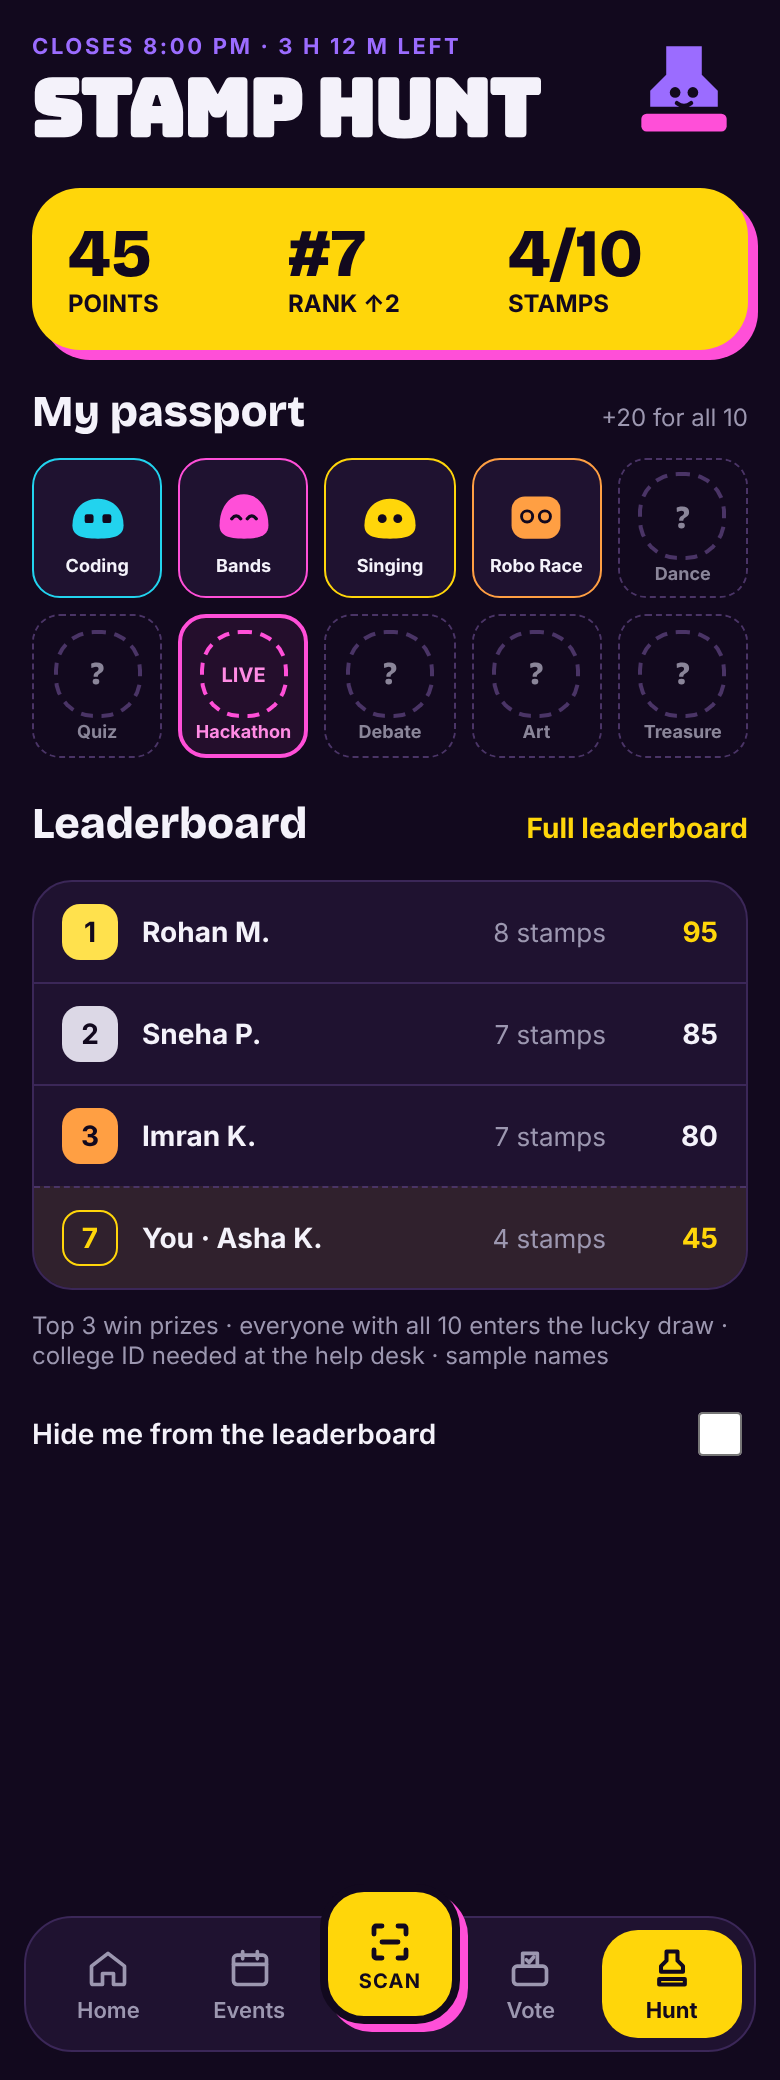 CLOSES 8:00 PM · 3 H 12 M LEFT
STAMP HUNT
45 #7 4/10
POINTS RANK ↑2 STAMPS
My passport +20 for all 10
? 
Coding Bands Singing Robo Race Dance
? LIVE ? ? ?
Quiz Hackathon Debate Art Treasure
Leaderboard Full leaderboard
1 Rohan M. 8 stamps 95
2 Sneha P. 7 stamps 85
3 Imran K. 7 stamps 80
7 You · Asha K. 4 stamps 45
Top 3 win prizes · everyone with all 10 enters the lucky draw ·
college ID needed at the help desk · sample names
Hide me from the leaderboard
SCAN
Home Events Vote Hunt